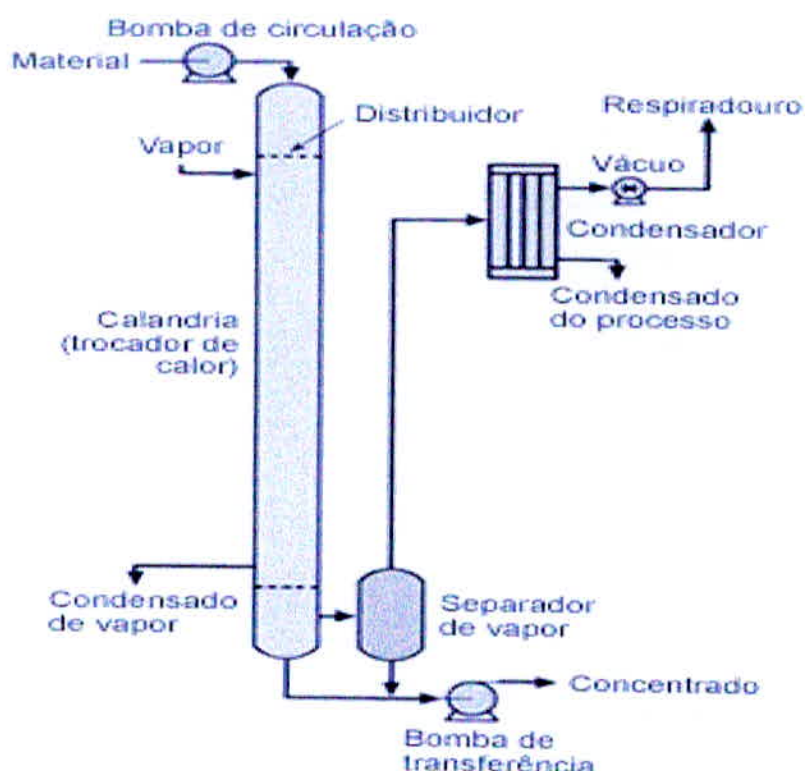 Bomba de circulação
Material
Distribuidor
Respiradouro
Vapor
Vácuo
Condensador
Condensado
do processo
Calandria
(trocador de
calor)
Condensado
de vapor
Separador
de vapor
Concentrado
Bomba de
transferência